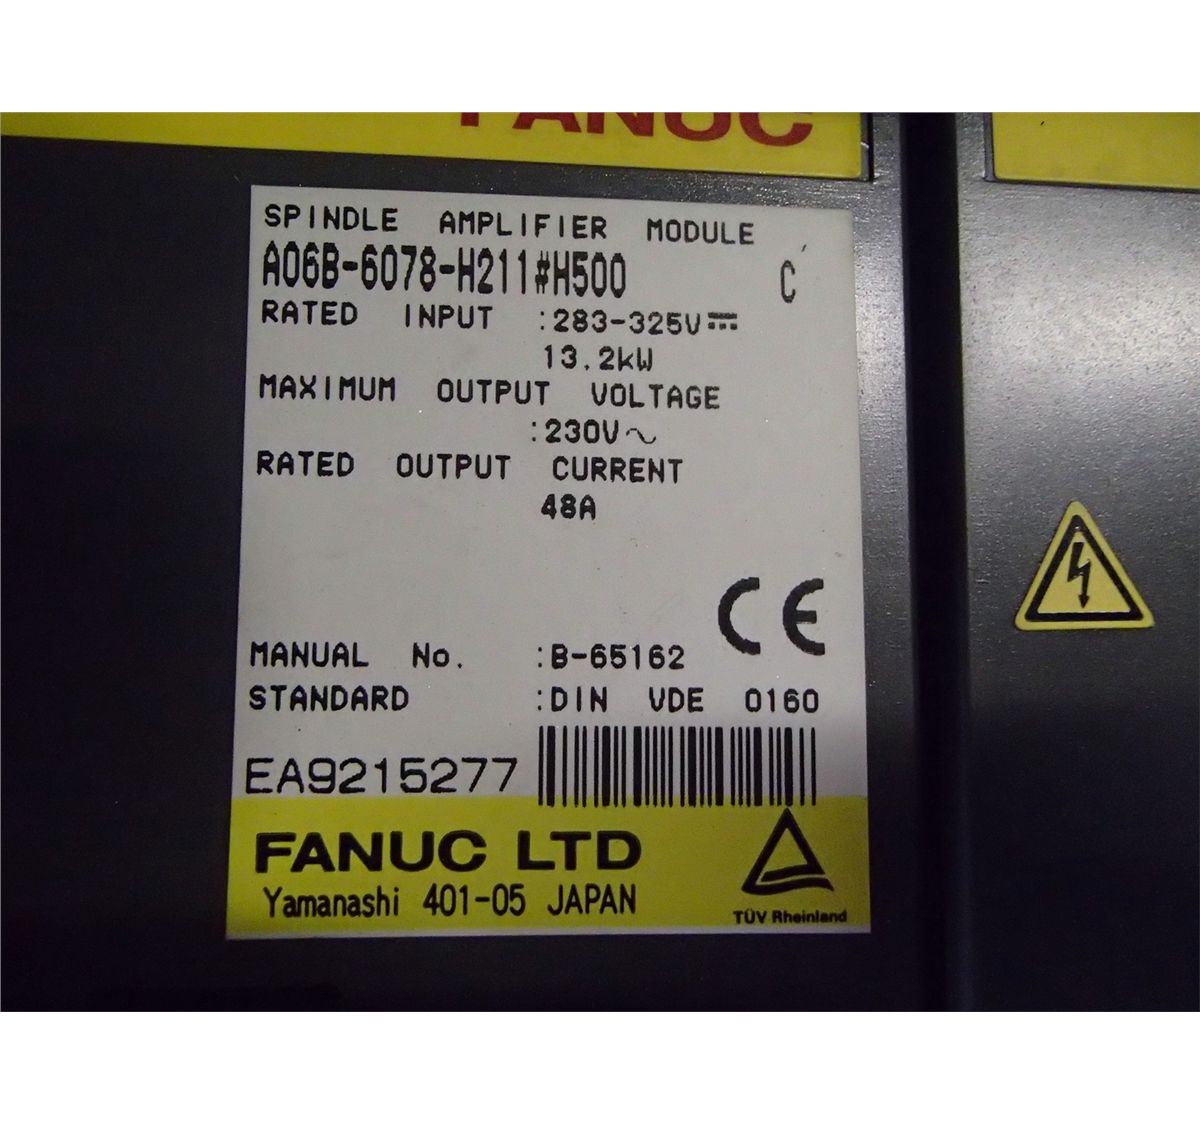 FANUC
SPINDLE AMPLIFIER MODULE
A06B-6078-H211#H500 C
RATED INPUT :283-325V⎓
13.2kW
MAXIMUM OUTPUT VOLTAGE
:230V~
RATED OUTPUT CURRENT
48A
CE
MANUAL No. :B-65162
STANDARD :DIN VDE 0160
EA9215277
FANUC LTD
Yamanashi 401-05 JAPAN
TÜV Rheinland